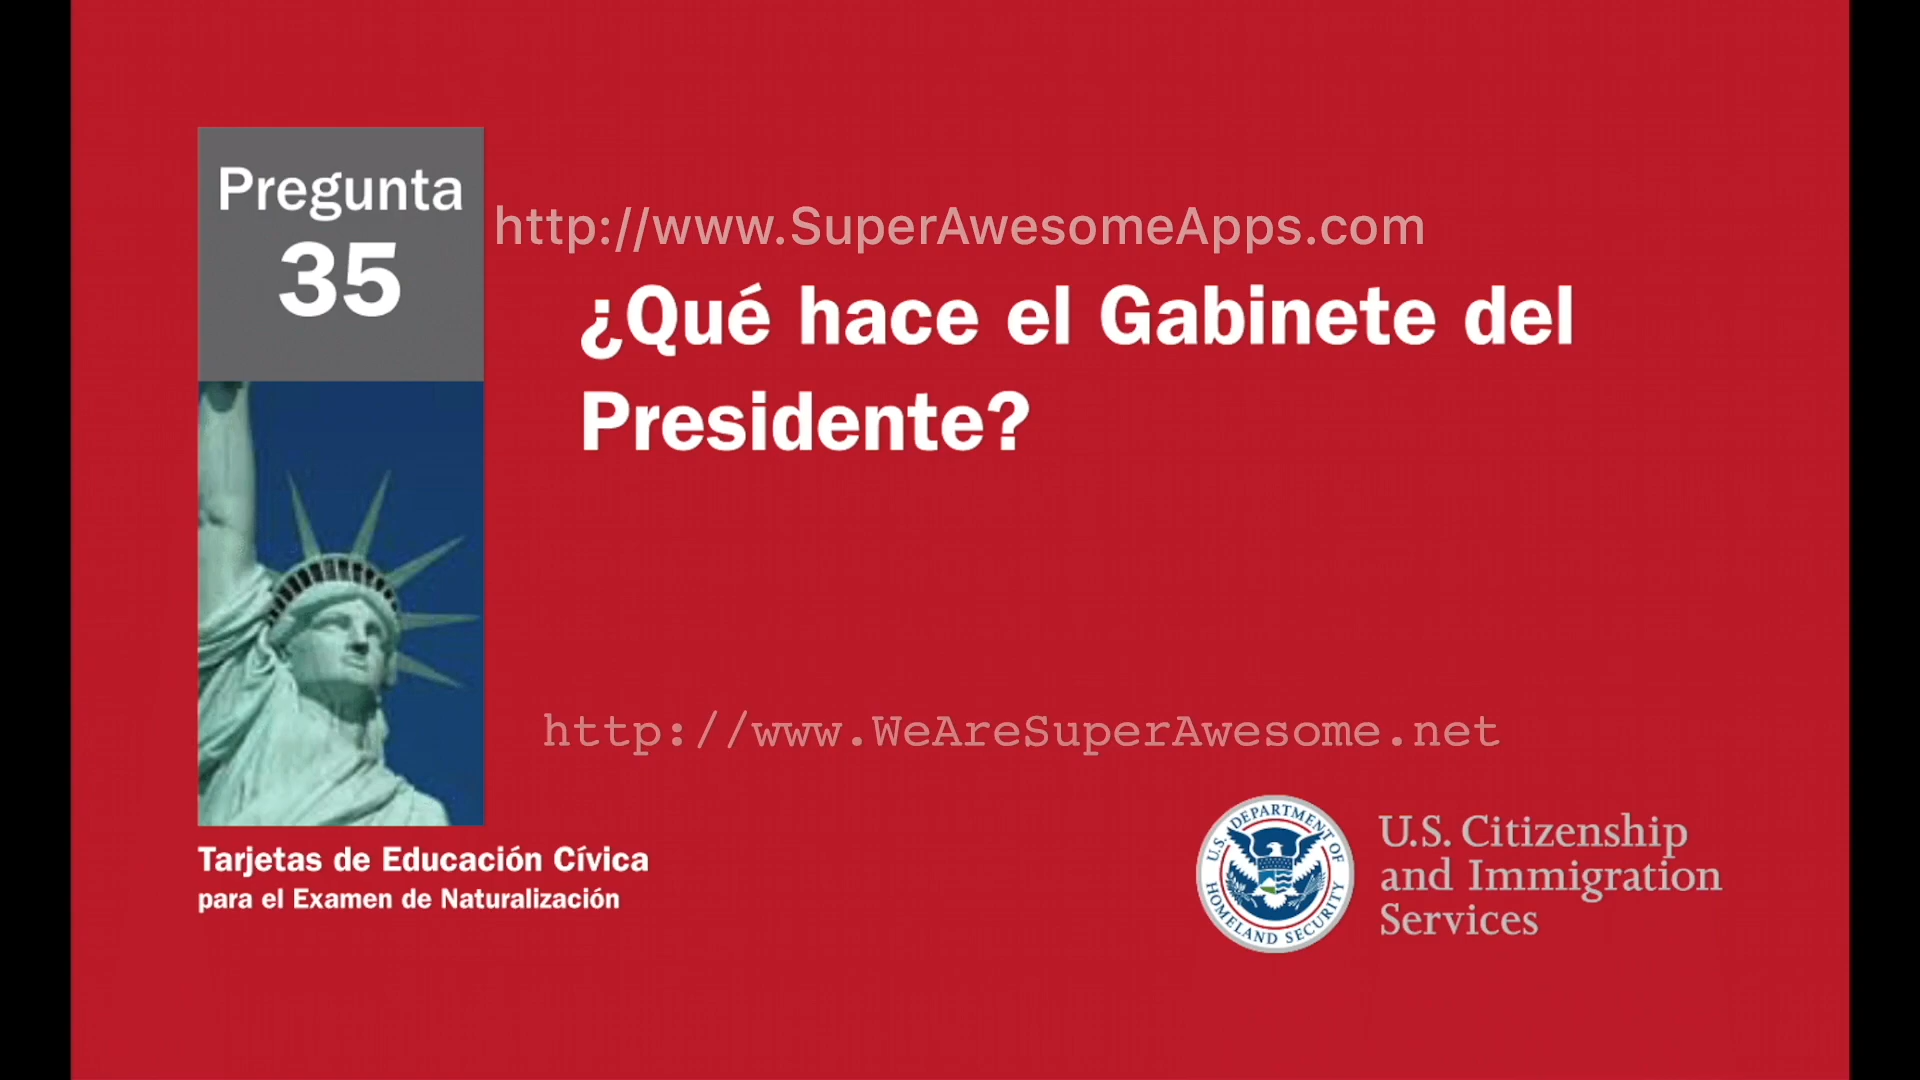 Pregunta
35
http://www.SuperAwesomeApps.com
¿Qué hace el Gabinete del
Presidente?
http://www.WeAreSuperAwesome.net
Tarjetas de Educación Cívica
para el Examen de Naturalización
U.S. DEPARTMENT OF
HOMELAND SECURITY
U.S. Citizenship
and Immigration
Services